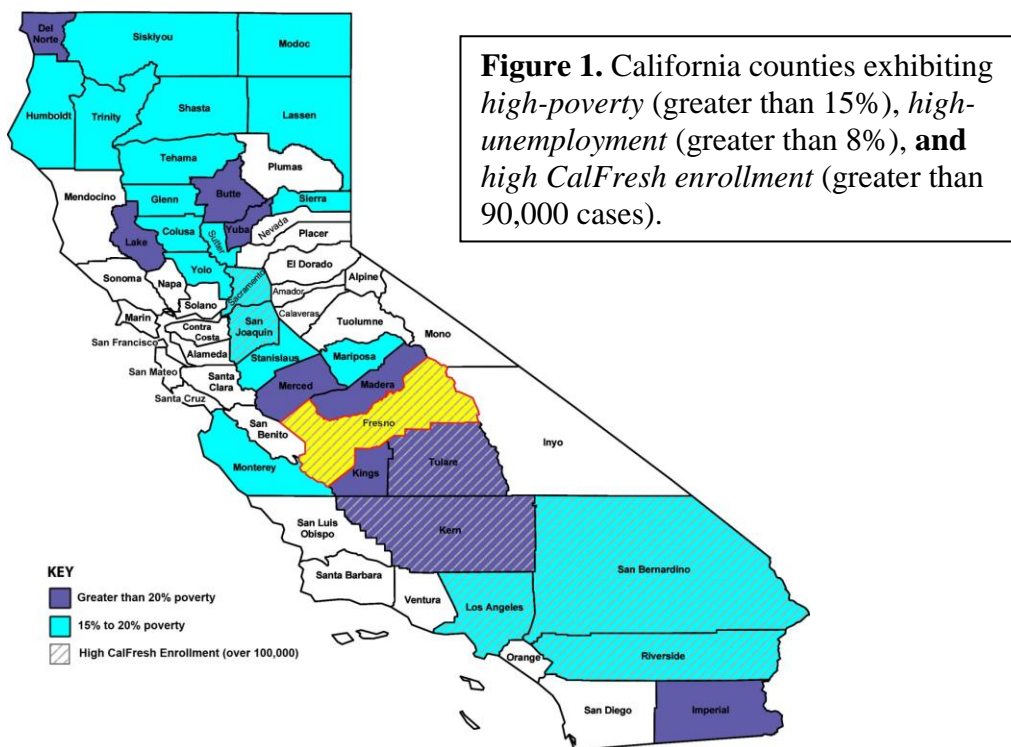 Figure 1. California counties exhibiting
high-poverty (greater than 15%), high-
unemployment (greater than 8%), and
high CalFresh enrollment (greater than
90,000 cases).
Del
Norte
Siskiyou
Modoc
Humboldt
Trinity
Shasta
Lassen
Tehama
Plumas
Mendocino
Glenn
Butte
Sierra
Lake
Colusa
Sutter
Yuba
Nevada
Placer
Yolo
El Dorado
Sonoma
Napa
Sacramento
Alpine
Amador
Solano
Calaveras
Marin
Contra
Costa
San
Joaquin
Tuolumne
Mono
San Francisco
Alameda
Stanislaus
Mariposa
San Mateo
Santa
Clara
Merced
Madera
Santa Cruz
San
Benito
Fresno
Inyo
Monterey
Kings
Tulare
San Luis
Obispo
Kern
San Bernardino
Santa Barbara
Ventura
Los Angeles
Orange
Riverside
San Diego
Imperial
KEY
Greater than 20% poverty
15% to 20% poverty
High CalFresh Enrollment (over 100,000)